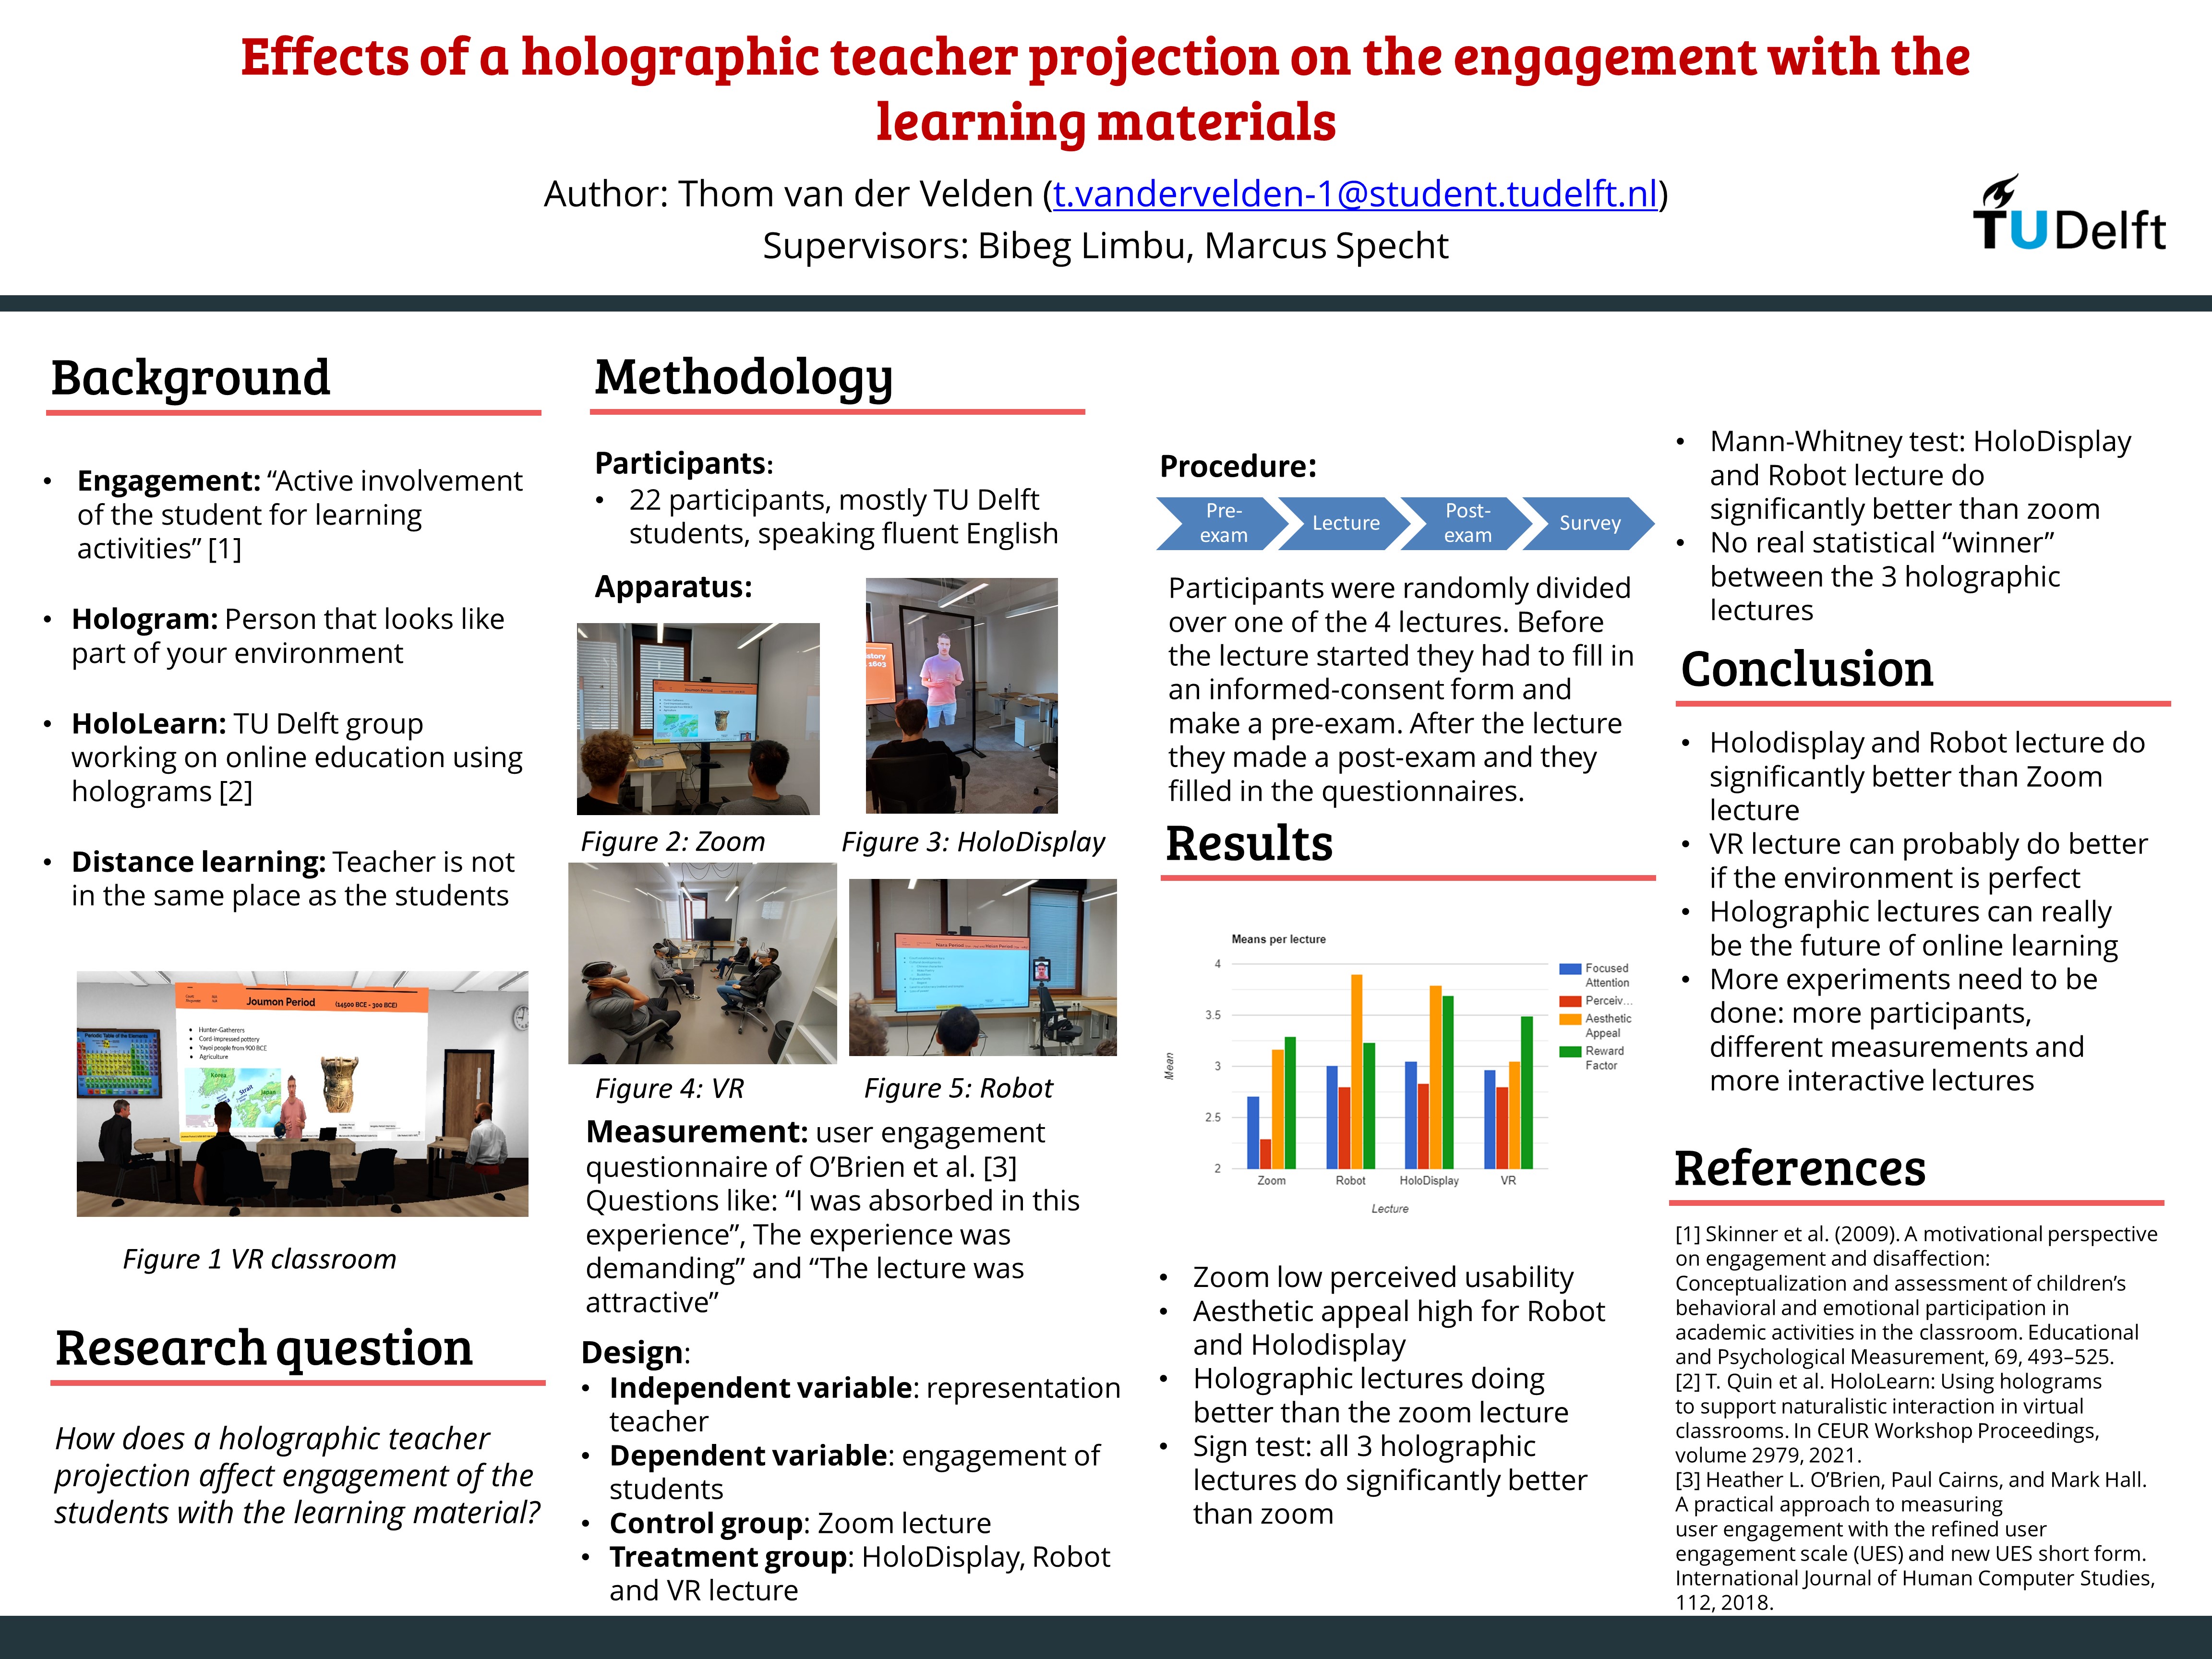 Effects of a holographic teacher projection on the engagement with the
learning materials
Author: Thom van der Velden (t.vandervelden-1@student.tudelft.nl)
Supervisors: Bibeg Limbu, Marcus Specht
TUDelft
Background
• Engagement: “Active involvement
of the student for learning
activities” [1]
• Hologram: Person that looks like
part of your environment
• HoloLearn: TU Delft group
working on online education using
holograms [2]
• Distance learning: Teacher is not
in the same place as the students
Joumon Period (14500 BCE - 300 BCE)
• Hunter-Gatherers
• Cord-impressed pottery
• Yayoi people from 900 BCE
• Agriculture
Periodic Table of the Elements
Korea
Strait
Japan
Figure 1 VR classroom
Research question
How does a holographic teacher
projection affect engagement of the
students with the learning material?
Methodology
Participants:
• 22 participants, mostly TU Delft
students, speaking fluent English
Apparatus:
Joumon Period
story
1603
Figure 2: Zoom
Figure 3: HoloDisplay
Nara Period
Heian Period
Figure 4: VR
Figure 5: Robot
Measurement: user engagement
questionnaire of O’Brien et al. [3]
Questions like: “I was absorbed in this
experience”, The experience was
demanding” and “The lecture was
attractive”
Design:
• Independent variable: representation
teacher
• Dependent variable: engagement of
students
• Control group: Zoom lecture
• Treatment group: HoloDisplay, Robot
and VR lecture
Procedure:
Pre-
exam
Lecture
Post-
exam
Survey
Participants were randomly divided
over one of the 4 lectures. Before
the lecture started they had to fill in
an informed-consent form and
make a pre-exam. After the lecture
they made a post-exam and they
filled in the questionnaires.
Results
Means per lecture
4
3.5
3
2.5
2
Mean
Zoom
Robot
HoloDisplay
VR
Lecture
Focused
Attention
Perceiv...
Aesthetic
Appeal
Reward
Factor
• Zoom low perceived usability
• Aesthetic appeal high for Robot
and Holodisplay
• Holographic lectures doing
better than the zoom lecture
• Sign test: all 3 holographic
lectures do significantly better
than zoom
• Mann-Whitney test: HoloDisplay
and Robot lecture do
significantly better than zoom
• No real statistical “winner”
between the 3 holographic
lectures
Conclusion
• Holodisplay and Robot lecture do
significantly better than Zoom
lecture
• VR lecture can probably do better
if the environment is perfect
• Holographic lectures can really
be the future of online learning
• More experiments need to be
done: more participants,
different measurements and
more interactive lectures
References
[1] Skinner et al. (2009). A motivational perspective
on engagement and disaffection:
Conceptualization and assessment of children’s
behavioral and emotional participation in
academic activities in the classroom. Educational
and Psychological Measurement, 69, 493–525.
[2] T. Quin et al. HoloLearn: Using holograms
to support naturalistic interaction in virtual
classrooms. In CEUR Workshop Proceedings,
volume 2979, 2021.
[3] Heather L. O’Brien, Paul Cairns, and Mark Hall.
A practical approach to measuring
user engagement with the refined user
engagement scale (UES) and new UES short form.
International Journal of Human Computer Studies,
112, 2018.